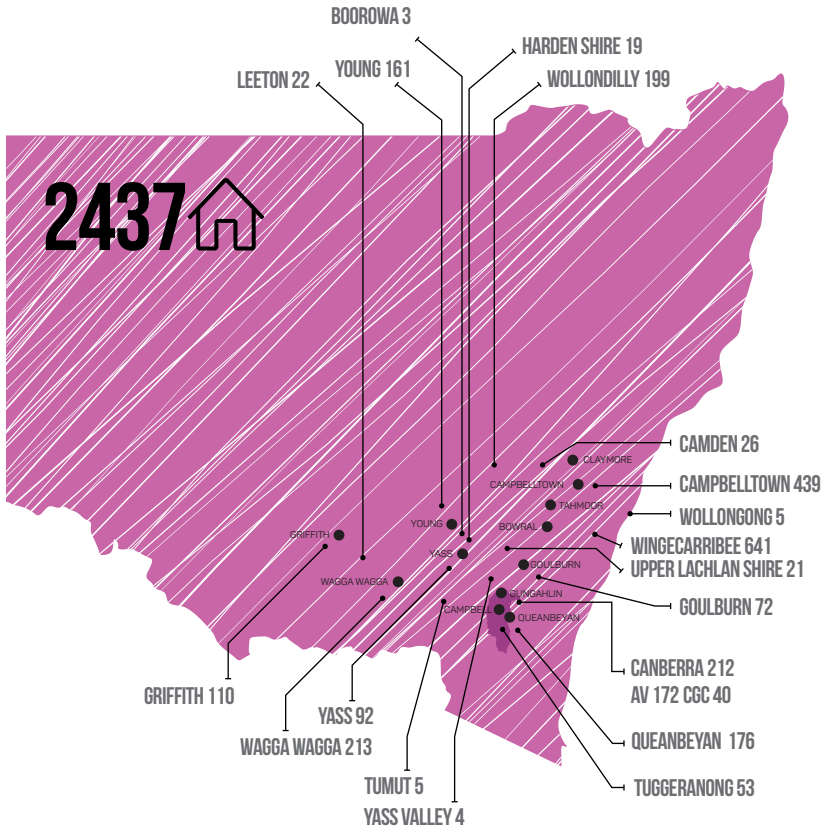 BOOROWA 3
HARDEN SHIRE 19
YOUNG 161
LEETON 22
WOLLONDILLY 199
2437
CAMDEN 26
CLAYMORE
CAMPBELLTOWN
CAMPBELLTOWN 439
TAHMOOR
WOLLONGONG 5
YOUNG
BOWRAL
GRIFFITH
WINGECARRIBEE 641
YASS
UPPER LACHLAN SHIRE 21
GOULBURN
WAGGA WAGGA
GUNGAHLIN
GOULBURN 72
CAMPBELL
QUEANBEYAN
CANBERRA 212
AV 172 CGC 40
GRIFFITH 110
YASS 92
WAGGA WAGGA 213
QUEANBEYAN 176
TUMUT 5
TUGGERANONG 53
YASS VALLEY 4